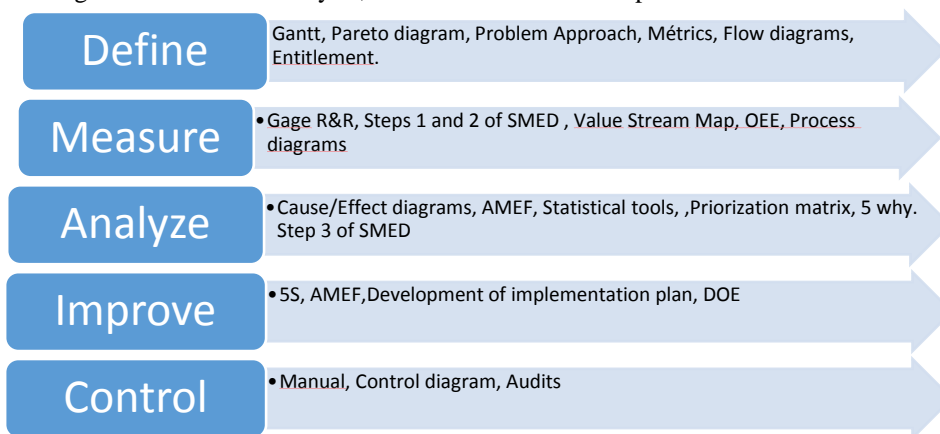 Define
Gantt, Pareto diagram, Problem Approach, Métrics, Flow diagrams,
Entitlement.
Measure
•Gage R&R, Steps 1 and 2 of SMED , Value Stream Map, OEE, Process
diagrams
Analyze
•Cause/Effect diagrams, AMEF, Statistical tools, ,Priorization matrix, 5 why.
Step 3 of SMED
Improve
•5S, AMEF,Development of implementation plan, DOE
Control
•Manual, Control diagram, Audits